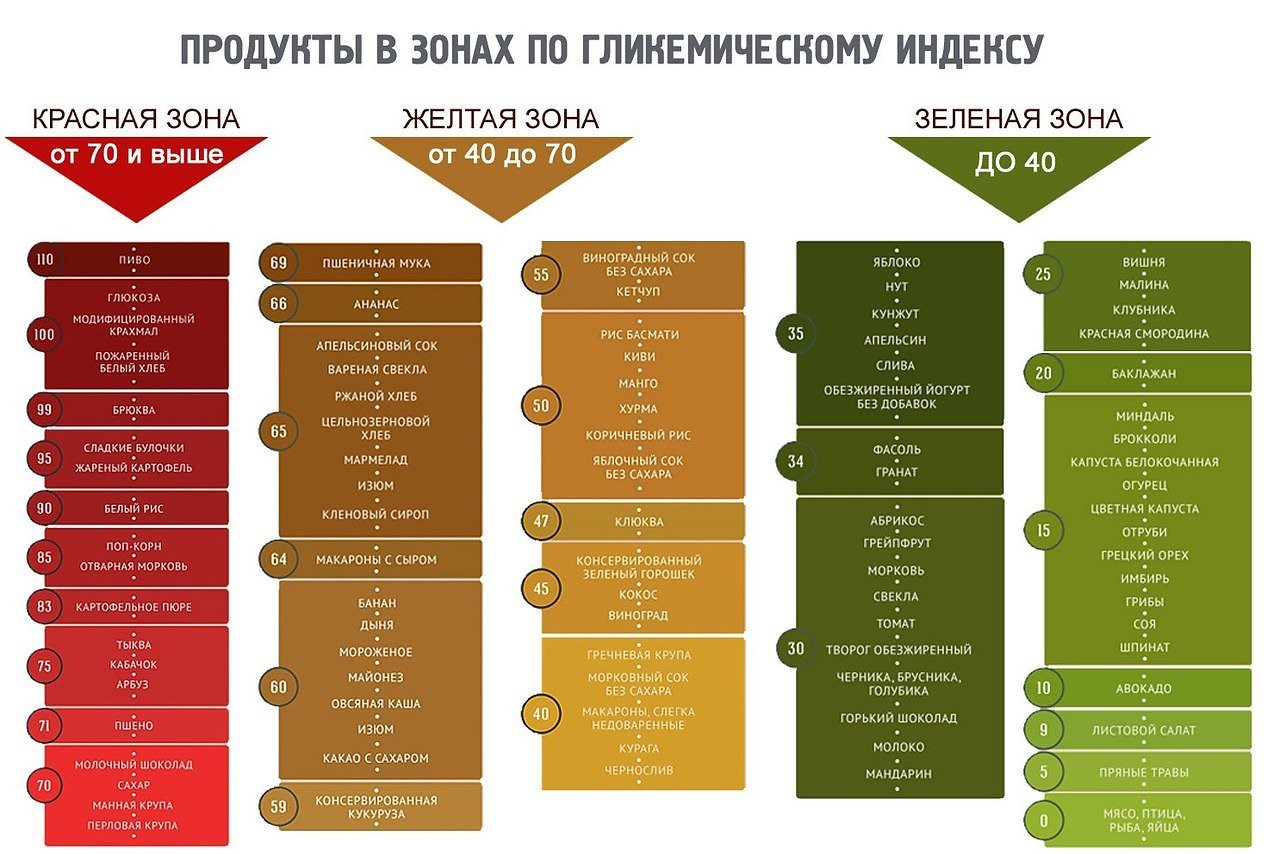 ПРОДУКТЫ В ЗОНАХ ПО ГЛИКЕМИЧЕСКОМУ ИНДЕКСУ
КРАСНАЯ ЗОНА
от 70 и выше
110
ПИВО
100
ГЛЮКОЗА
МОДИФИЦИРОВАННЫЙ
КРАХМАЛ
ПОЖАРЕННЫЙ
БЕЛЫЙ ХЛЕБ
99
БРЮКВА
95
СЛАДКИЕ БУЛОЧКИ
ЖАРЕНЫЙ КАРТОФЕЛЬ
90
БЕЛЫЙ РИС
85
ПОП-КОРН
ОТВАРНАЯ МОРКОВЬ
83
КАРТОФЕЛЬНОЕ ПЮРЕ
75
ТЫКВА
КАБАЧОК
АРБУЗ
71
ПШЕНО
70
МОЛОЧНЫЙ ШОКОЛАД
САХАР
МАННАЯ КРУПА
ПЕРЛОВАЯ КРУПА
ЖЕЛТАЯ ЗОНА
от 40 до 70
69
ПШЕНИЧНАЯ МУКА
66
АНАНАС
65
АПЕЛЬСИНОВЫЙ СОК
ВАРЕНАЯ СВЕКЛА
РЖАНОЙ ХЛЕБ
ЦЕЛЬНОЗЕРНОВОЙ
ХЛЕБ
МАРМЕЛАД
ИЗЮМ
КЛЕНОВЫЙ СИРОП
64
МАКАРОНЫ С СЫРОМ
60
БАНАН
ДЫНЯ
МОРОЖЕНОЕ
МАЙОНЕЗ
ОВСЯНАЯ КАША
ИЗЮМ
КАКАО С САХАРОМ
59
КОНСЕРВИРОВАННАЯ
КУКУРУЗА
55
ВИНОГРАДНЫЙ СОК
БЕЗ САХАРА
КЕТЧУП
50
РИС БАСМАТИ
КИВИ
МАНГО
ХУРМА
КОРИЧНЕВЫЙ РИС
ЯБЛОЧНЫЙ СОК
БЕЗ САХАРА
47
КЛЮКВА
45
КОНСЕРВИРОВАННЫЙ
ЗЕЛЕНЫЙ ГОРОШЕК
КОКОС
ВИНОГРАД
40
ГРЕЧНЕВАЯ КРУПА
МОРКОВНЫЙ СОК
БЕЗ САХАРА
МАКАРОНЫ, СЛЕГКА
НЕДОВАРЕННЫЕ
КУРАГА
ЧЕРНОСЛИВ
ЗЕЛЕНАЯ ЗОНА
ДО 40
35
ЯБЛОКО
НУТ
КУНЖУТ
АПЕЛЬСИН
СЛИВА
ОБЕЗЖИРЕННЫЙ ЙОГУРТ
БЕЗ ДОБАВОК
34
ФАСОЛЬ
ГРАНАТ
30
АБРИКОС
ГРЕЙПФРУТ
МОРКОВЬ
СВЕКЛА
ТОМАТ
ТВОРОГ ОБЕЗЖИРЕННЫЙ
ЧЕРНИКА, БРУСНИКА,
ГОЛУБИКА
ГОРЬКИЙ ШОКОЛАД
МОЛОКО
МАНДАРИН
25
ВИШНЯ
МАЛИНА
КЛУБНИКА
КРАСНАЯ СМОРОДИНА
20
БАКЛАЖАН
15
МИНДАЛЬ
БРОККОЛИ
КАПУСТА БЕЛОКОЧАННАЯ
ОГУРЕЦ
ЦВЕТНАЯ КАПУСТА
ОТРУБИ
ГРЕЦКИЙ ОРЕХ
ИМБИРЬ
ГРИБЫ
СОЯ
ШПИНАТ
10
АВОКАДО
9
ЛИСТОВОЙ САЛАТ
5
ПРЯНЫЕ ТРАВЫ
0
МЯСО, ПТИЦА,
РЫБА, ЯЙЦА